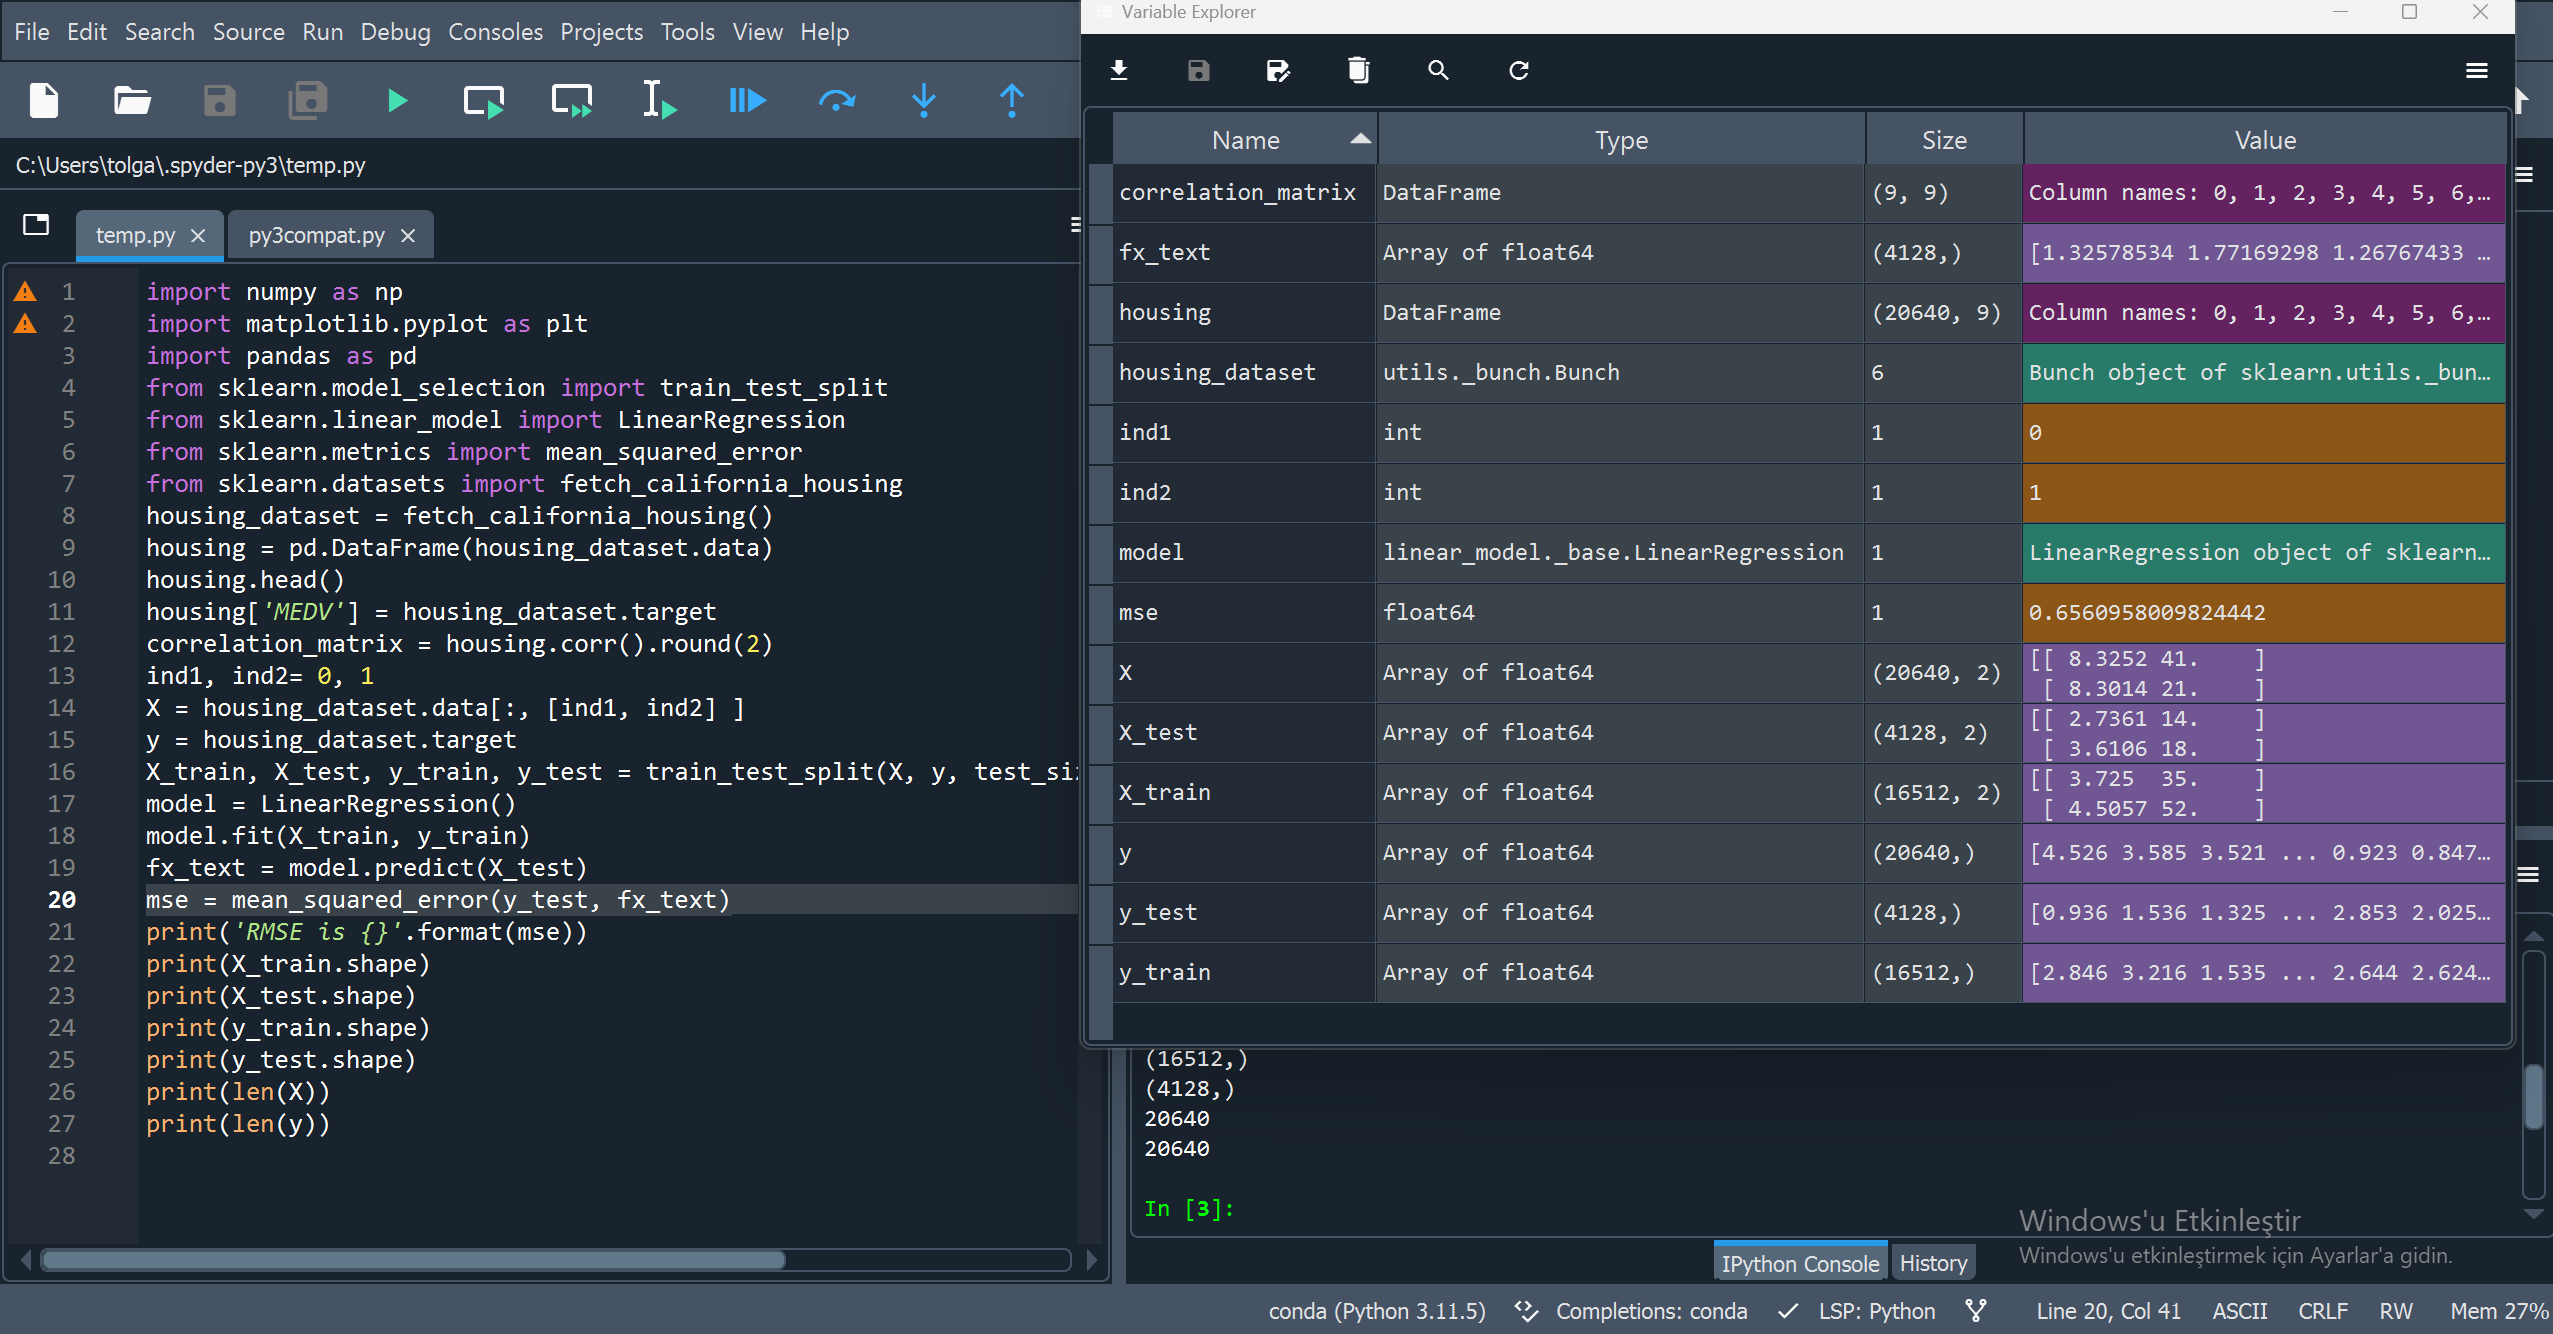 File Edit Search Source Run Debug Consoles Projects Tools View Help
C:\Users\tolga\.spyder-py3\temp.py
temp.py py3compat.py
1 import numpy as np
2 import matplotlib.pyplot as plt
3 import pandas as pd
4 from sklearn.model_selection import train_test_split
5 from sklearn.linear_model import LinearRegression
6 from sklearn.metrics import mean_squared_error
7 from sklearn.datasets import fetch_california_housing
8 housing_dataset = fetch_california_housing()
9 housing = pd.DataFrame(housing_dataset.data)
10 housing.head()
11 housing['MEDV'] = housing_dataset.target
12 correlation_matrix = housing.corr().round(2)
13 ind1, ind2= 0, 1
14 X = housing_dataset.data[:, [ind1, ind2] ]
15 y = housing_dataset.target
16 X_train, X_test, y_train, y_test = train_test_split(X, y, test_si
17 model = LinearRegression()
18 model.fit(X_train, y_train)
19 fx_text = model.predict(X_test)
20 mse = mean_squared_error(y_test, fx_text)
21 print('RMSE is {}'.format(mse))
22 print(X_train.shape)
23 print(X_test.shape)
24 print(y_train.shape)
25 print(y_test.shape)
26 print(len(X))
27 print(len(y))
28
Variable Explorer
Name Type Size Value
correlation_matrix DataFrame (9, 9) Column names: 0, 1, 2, 3, 4, 5, 6,…
fx_text Array of float64 (4128,) [1.32578534 1.77169298 1.26767433 …
housing DataFrame (20640, 9) Column names: 0, 1, 2, 3, 4, 5, 6,…
housing_dataset utils._bunch.Bunch 6 Bunch object of sklearn.utils._bun…
ind1 int 1 0
ind2 int 1 1
model linear_model._base.LinearRegression 1 LinearRegression object of sklearn…
mse float64 1 0.6560958009824442
X Array of float64 (20640, 2) [[ 8.3252 41. ]
[ 8.3014 21. ]
X_test Array of float64 (4128, 2) [[ 2.7361 14. ]
[ 3.6106 18. ]
X_train Array of float64 (16512, 2) [[ 3.725 35. ]
[ 4.5057 52. ]
y Array of float64 (20640,) [4.526 3.585 3.521 ... 0.923 0.847…
y_test Array of float64 (4128,) [0.936 1.536 1.325 ... 2.853 2.025…
y_train Array of float64 (16512,) [2.846 3.216 1.535 ... 2.644 2.624…
(16512,)
(4128,)
20640
20640
In [3]:
Windows'u Etkinleştir
Windows'u etkinleştirmek için Ayarlar'a gidin.
IPython Console History
conda (Python 3.11.5) Completions: conda LSP: Python Line 20, Col 41 ASCII CRLF RW Mem 27%